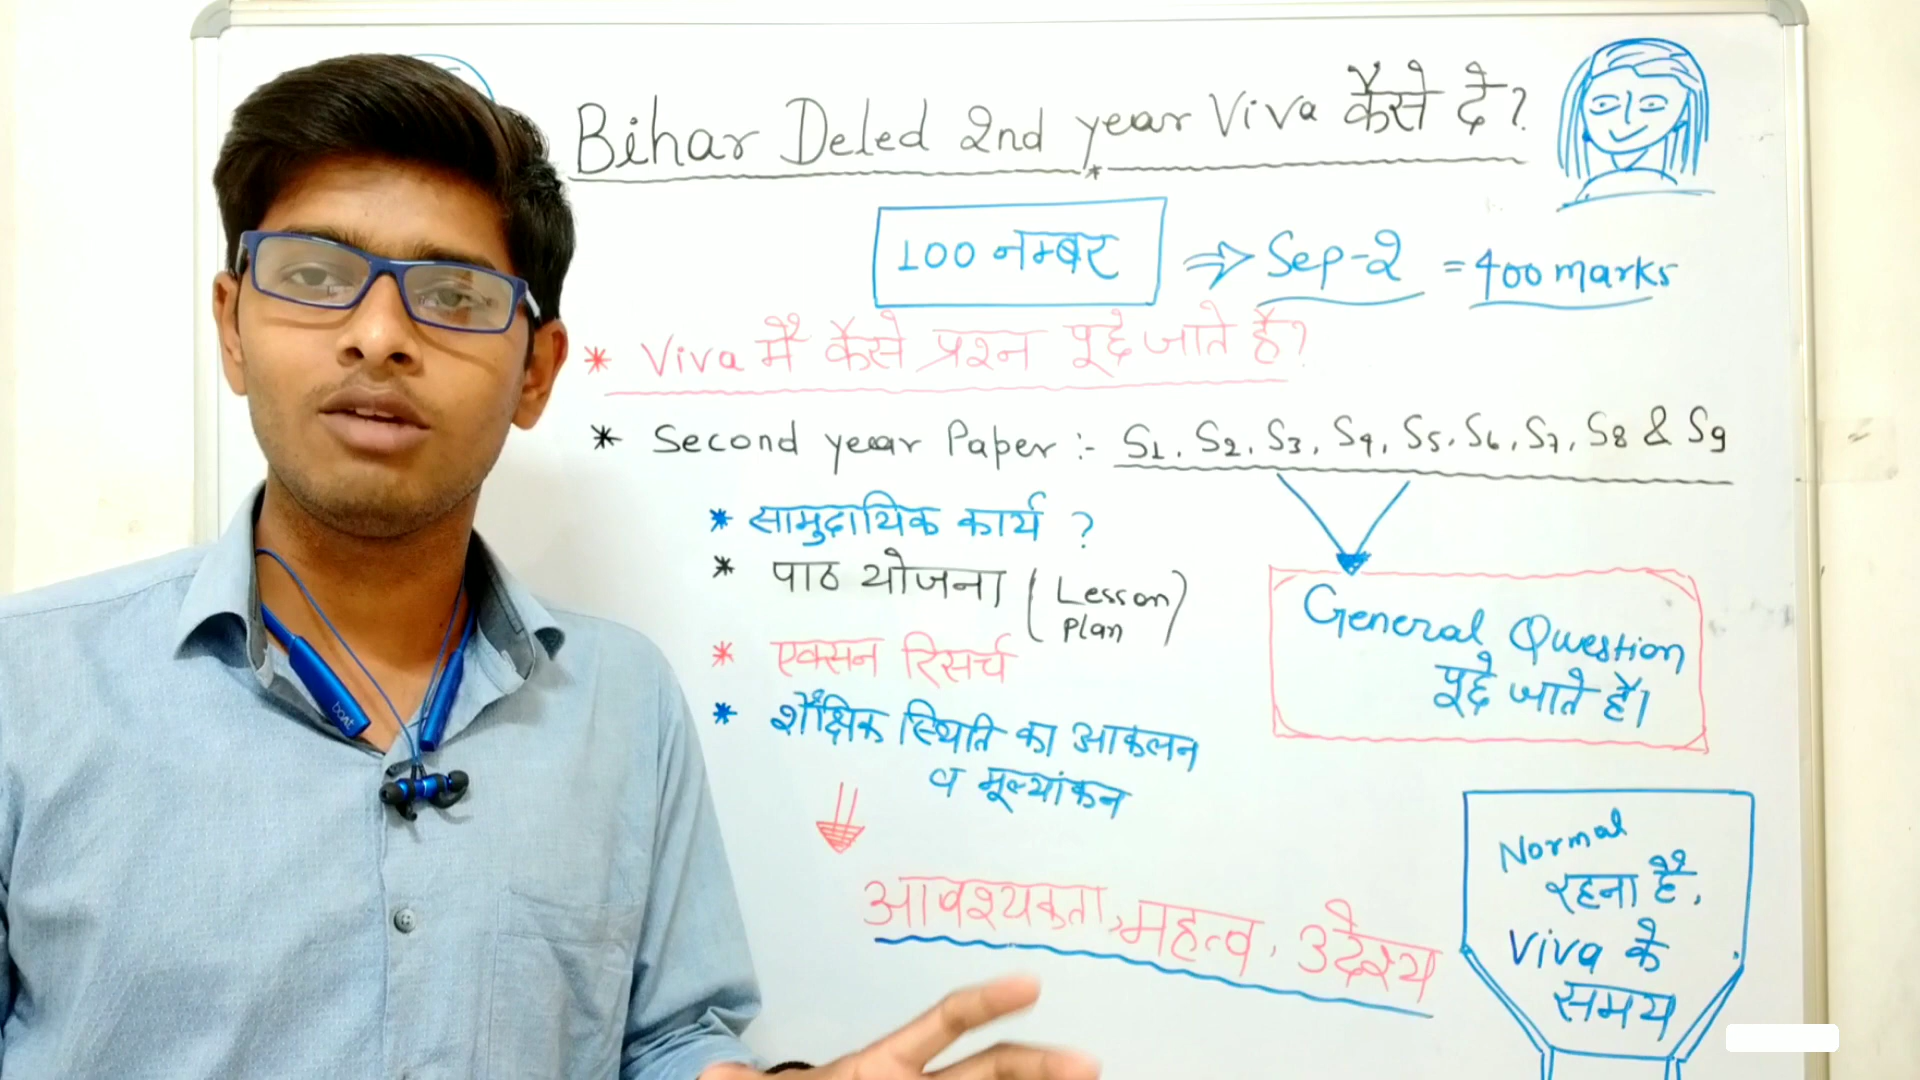 Bihar Deled 2nd year Viva कैसे दे?
100 नम्बर ⇒ Sep-2 = 400 marks
* Viva में कैसे प्रश्न पूछे जाते हैं?
* Second year Paper :- S1, S2, S3, S4, S5, S6, S7, S8 & S9
* सामुदायिक कार्य ?
* पाठ योजना (Lesson Plan)
* एक्सन रिसर्च
* शैक्षिक स्थिति का आकलन
व मूल्यांकन
General Question
पूछे जाते हैं।
आवश्यकता, महत्व, उदेश्य
Normal
रहना है,
Viva के
समय
boAt